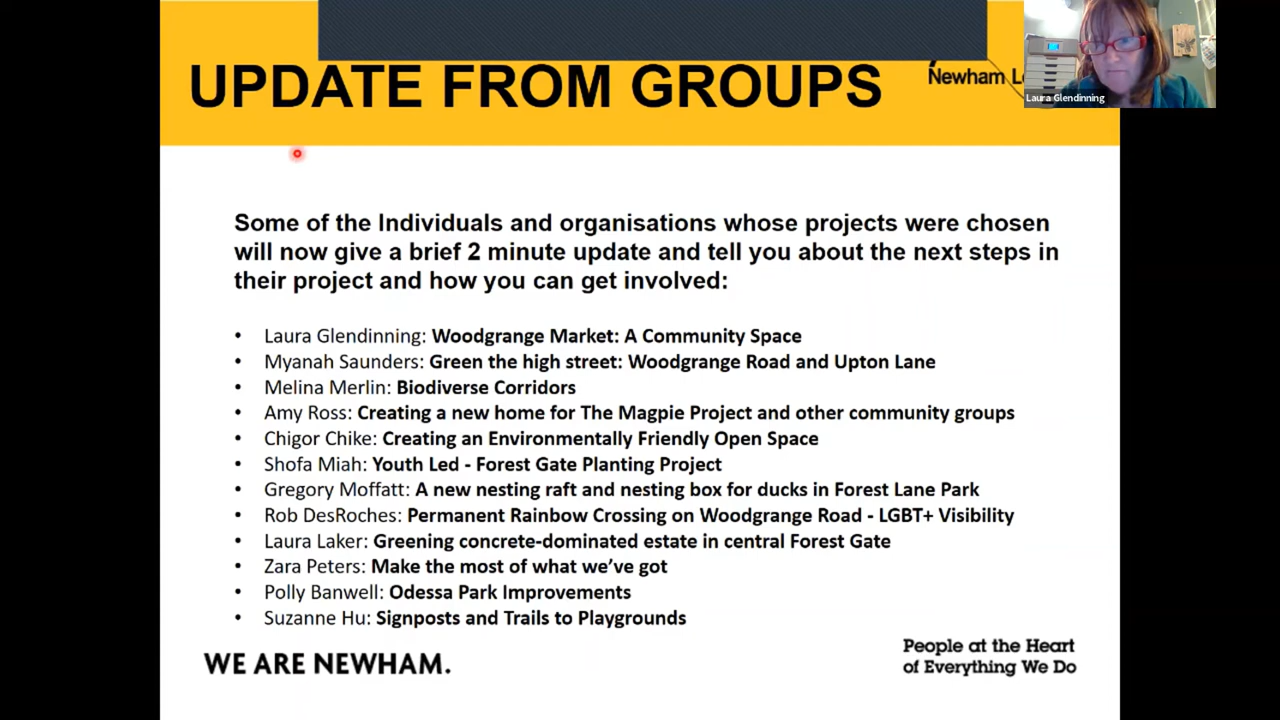 UPDATE FROM GROUPS
Newham
Laura Glendinning
Some of the Individuals and organisations whose projects were chosen
will now give a brief 2 minute update and tell you about the next steps in
their project and how you can get involved:
• Laura Glendinning: Woodgrange Market: A Community Space
• Myanah Saunders: Green the high street: Woodgrange Road and Upton Lane
• Melina Merlin: Biodiverse Corridors
• Amy Ross: Creating a new home for The Magpie Project and other community groups
• Chigor Chike: Creating an Environmentally Friendly Open Space
• Shofa Miah: Youth Led - Forest Gate Planting Project
• Gregory Moffatt: A new nesting raft and nesting box for ducks in Forest Lane Park
• Rob DesRoches: Permanent Rainbow Crossing on Woodgrange Road - LGBT+ Visibility
• Laura Laker: Greening concrete-dominated estate in central Forest Gate
• Zara Peters: Make the most of what we’ve got
• Polly Banwell: Odessa Park Improvements
• Suzanne Hu: Signposts and Trails to Playgrounds
WE ARE NEWHAM.
People at the Heart
of Everything We Do